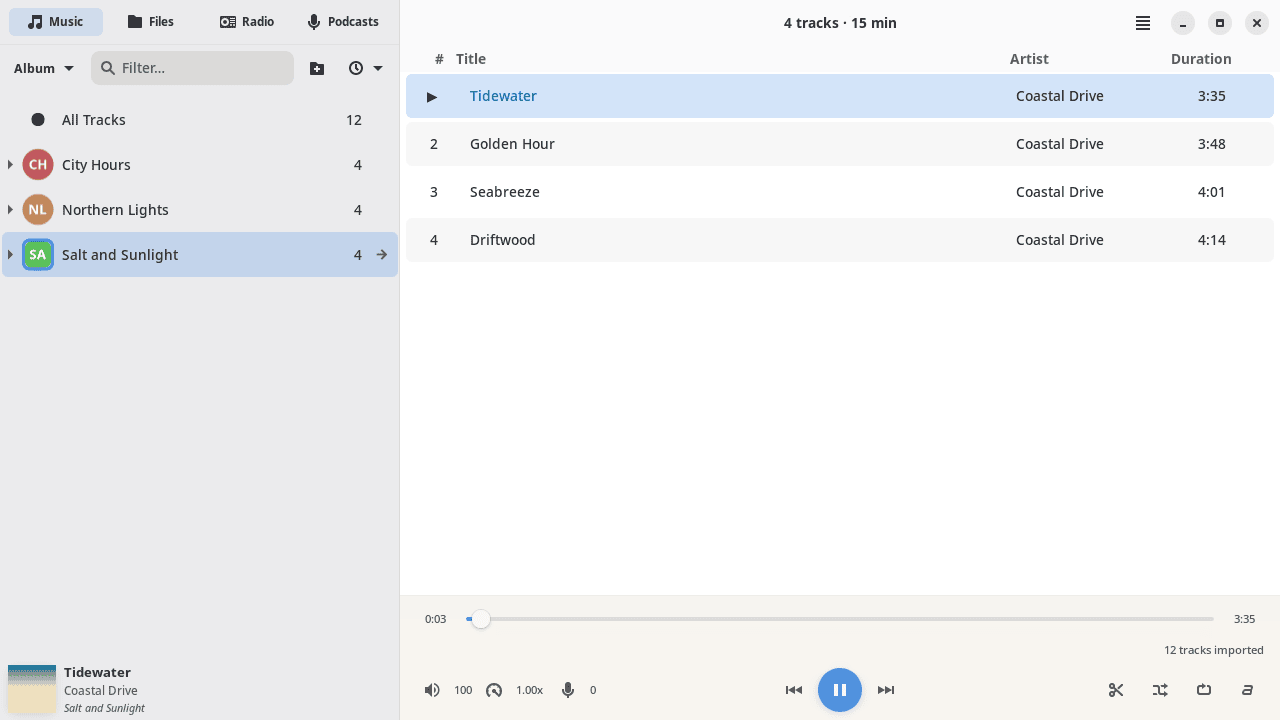 Music Files Radio Podcasts
4 tracks · 15 min
Album Filter...
# Title Artist Duration
All Tracks 12
CH City Hours 4
NL Northern Lights 4
SA Salt and Sunlight 4
Tidewater Coastal Drive 3:35
2 Golden Hour Coastal Drive 3:48
3 Seabreeze Coastal Drive 4:01
4 Driftwood Coastal Drive 4:14
0:03 3:35
12 tracks imported
Tidewater
Coastal Drive
Salt and Sunlight
100 1.00x 0 a